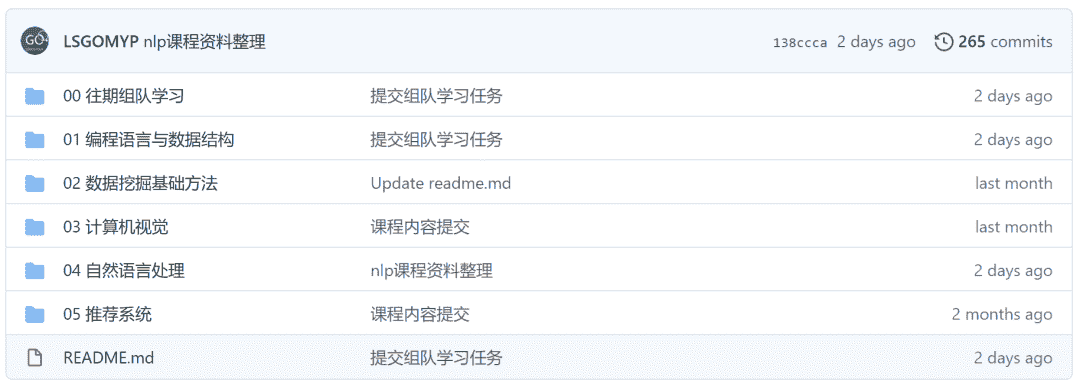 LSGOMYP nlp课程资料整理 138ccca 2 days ago 265 commits
00 往期组队学习 提交组队学习任务 2 days ago
01 编程语言与数据结构 提交组队学习任务 2 days ago
02 数据挖掘基础方法 Update readme.md last month
03 计算机视觉 课程内容提交 last month
04 自然语言处理 nlp课程资料整理 2 days ago
05 推荐系统 课程内容提交 2 months ago
README.md 提交组队学习任务 2 days ago